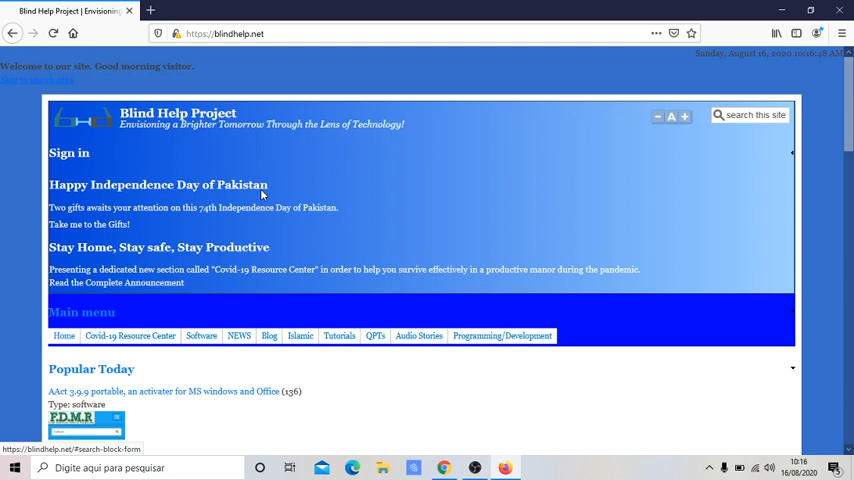 Blind Help Project | Envisioning
https://blindhelp.net
Sunday, August 16, 2020 10:16:48 AM
Welcome to our site. Good morning visitor.
Skip to search area
Blind Help Project
Envisioning a Brighter Tomorrow Through the Lens of Technology!
- A +
search this site
Sign in
Happy Independence Day of Pakistan
Two gifts awaits your attention on this 74th Independence Day of Pakistan.
Take me to the Gifts!
Stay Home, Stay safe, Stay Productive
Presenting a dedicated new section called "Covid-19 Resource Center" in order to help you survive effectively in a productive manor during the pandemic.
Read the Complete Announcement
Main menu
Home Covid-19 Resource Center Software NEWS Blog Islamic Tutorials QPTs Audio Stories Programming/Development
Popular Today
AAct 3.9.9 portable, an activater for MS windows and Office (136)
Type: software
F.D.M.R
https://blindhelp.net/#search-block-form
Digite aqui para pesquisar
10:16
16/08/2020